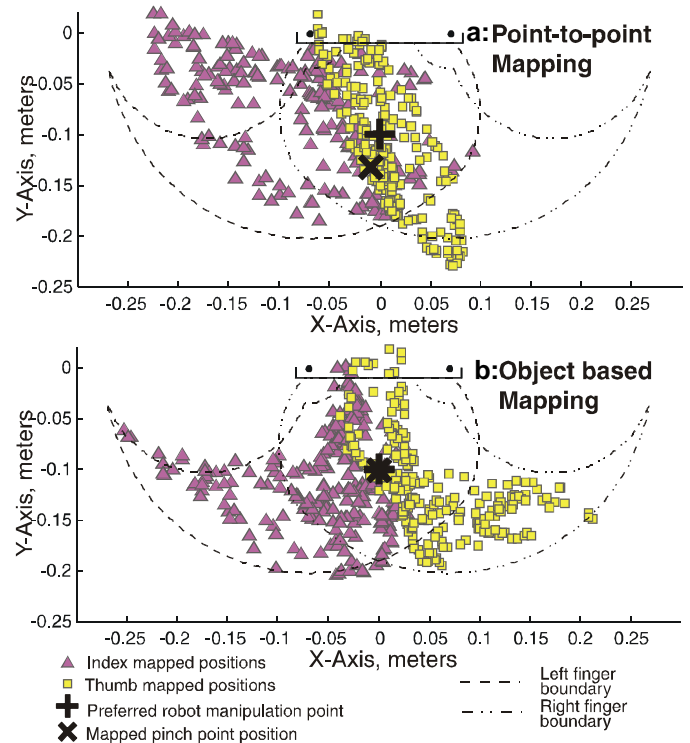 a:Point-to-point
Mapping
0
-0.05
-0.1
-0.15
-0.2
-0.25
Y-Axis, meters
-0.25 -0.2 -0.15 -0.1 -0.05 0 0.05 0.1 0.15 0.2 0.25
X-Axis, meters
b:Object based
Mapping
0
-0.05
-0.1
-0.15
-0.2
-0.25
Y-Axis, meters
-0.25 -0.2 -0.15 -0.1 -0.05 0 0.05 0.1 0.15 0.2 0.25
X-Axis, meters
Index mapped positions
Thumb mapped positions
Preferred robot manipulation point
Mapped pinch point position
Left finger
boundary
Right finger
boundary